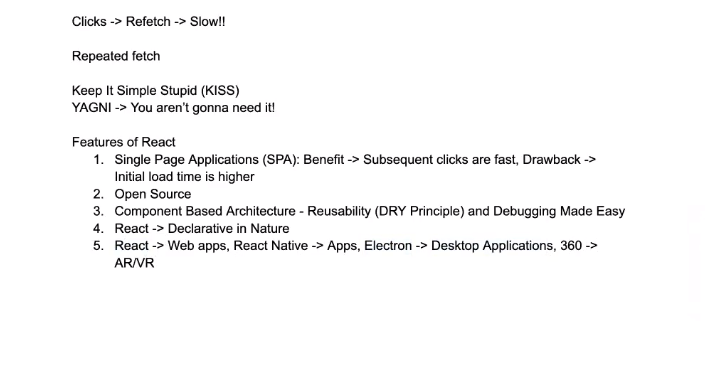 Clicks -> Refetch -> Slow!!
Repeated fetch
Keep It Simple Stupid (KISS)
YAGNI -> You aren't gonna need it!
Features of React
1. Single Page Applications (SPA): Benefit -> Subsequent clicks are fast, Drawback ->
Initial load time is higher
2. Open Source
3. Component Based Architecture - Reusability (DRY Principle) and Debugging Made Easy
4. React -> Declarative in Nature
5. React -> Web apps, React Native -> Apps, Electron -> Desktop Applications, 360 ->
AR/VR